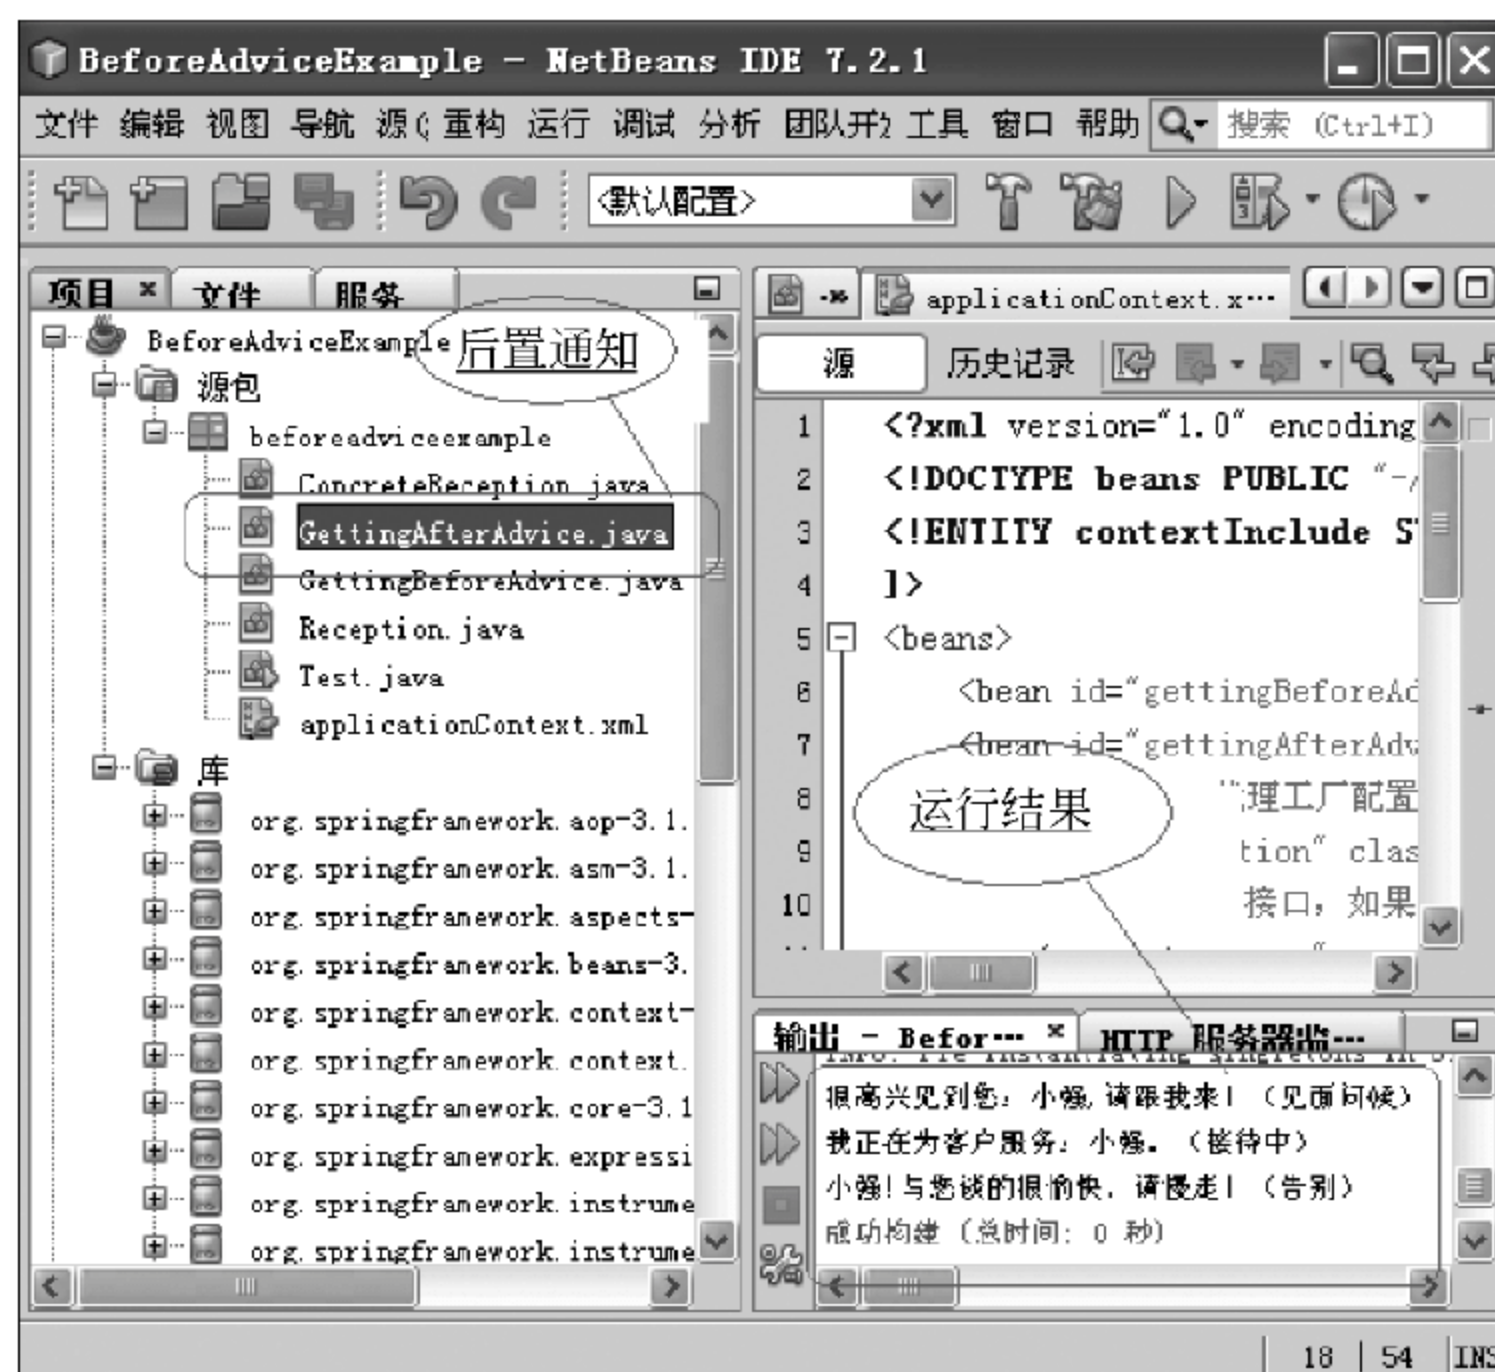 BeforeAdviceExample - NetBeans IDE 7.2.1
文件 编辑 视图 导航 源( 重构 运行 调试 分析 团队开 工具 窗口 帮助 搜索 (Ctrl+I)
<默认配置>
项目 文件 服务
BeforeAdviceExample
后置通知
源包
beforeadviceexample
ConcreteReception.java
GettingAfterAdvice.java
GettingBeforeAdvice.java
Reception.java
Test.java
applicationContext.xml
库
org.springframework.aop-3.1.
org.springframework.asm-3.1.
org.springframework.aspects-
org.springframework.beans-3.
org.springframework.context-
org.springframework.context.
org.springframework.core-3.1
org.springframework.expressi
org.springframework.instrume
org.springframework.instrume
applicationContext.x…
源 历史记录
1 <?xml version="1.0" encoding
2 <!DOCTYPE beans PUBLIC "-/
3 <!ENTITY contextInclude S
4 ]>
5 <beans>
6 <bean id="gettingBeforeAd
7 <bean id="gettingAfterAdv
8 理工厂配置
9 tion" clas
10 接口，如果
运行结果
输出 - Befor… HTTP 服务器监…
很高兴见到您：小强,请跟我来！（见面问候）
我正在为客户服务：小强。（接待中）
小强!与您谈的很愉快，请慢走！（告别）
成功构建 (总时间: 0 秒)
18 | 54 INS